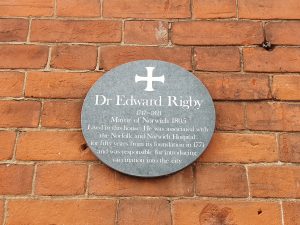 Dr Edward Rigby
1747-1821
Mayor of Norwich 1805
Lived in this house. He was associated with
the Norfolk and Norwich Hospital
for fifty years from its foundation in 1771
and was responsible for introducing
vaccination into the city